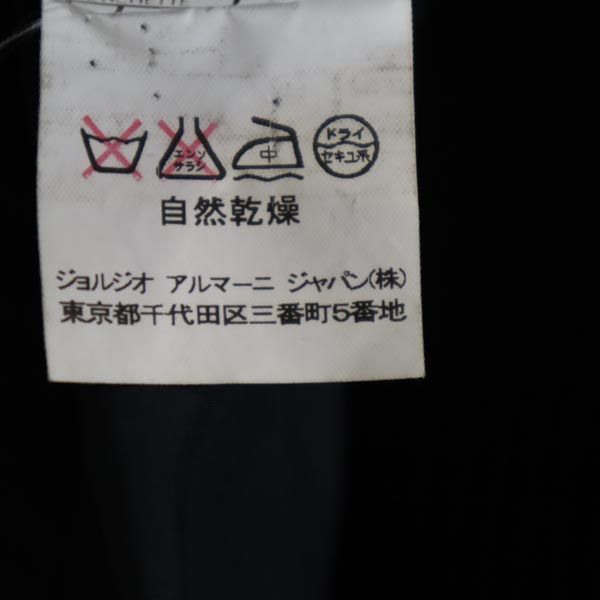 エンソ サラシ
中
ドライ
セキユ系
自然乾燥
ジョルジオ アルマーニ ジャパン(株)
東京都千代田区三番町5番地